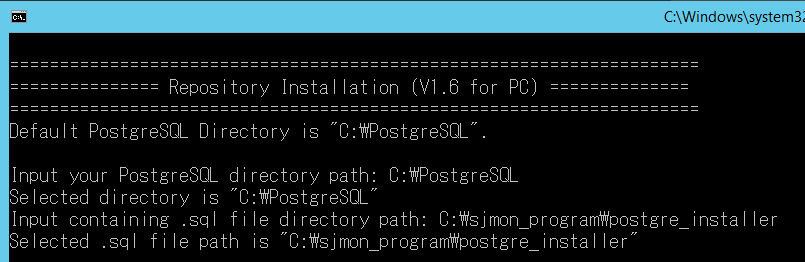 C:\Windows\system32
======================================================================
=============== Repository Installation (V1.6 for PC) ==============
======================================================================
Default PostgreSQL Directory is "C:₩PostgreSQL".
Input your PostgreSQL directory path: C:₩PostgreSQL
Selected directory is "C:₩PostgreSQL"
Input containing .sql file directory path: C:₩sjmon_program₩postgre_installer
Selected .sql file path is "C:₩sjmon_program₩postgre_installer"